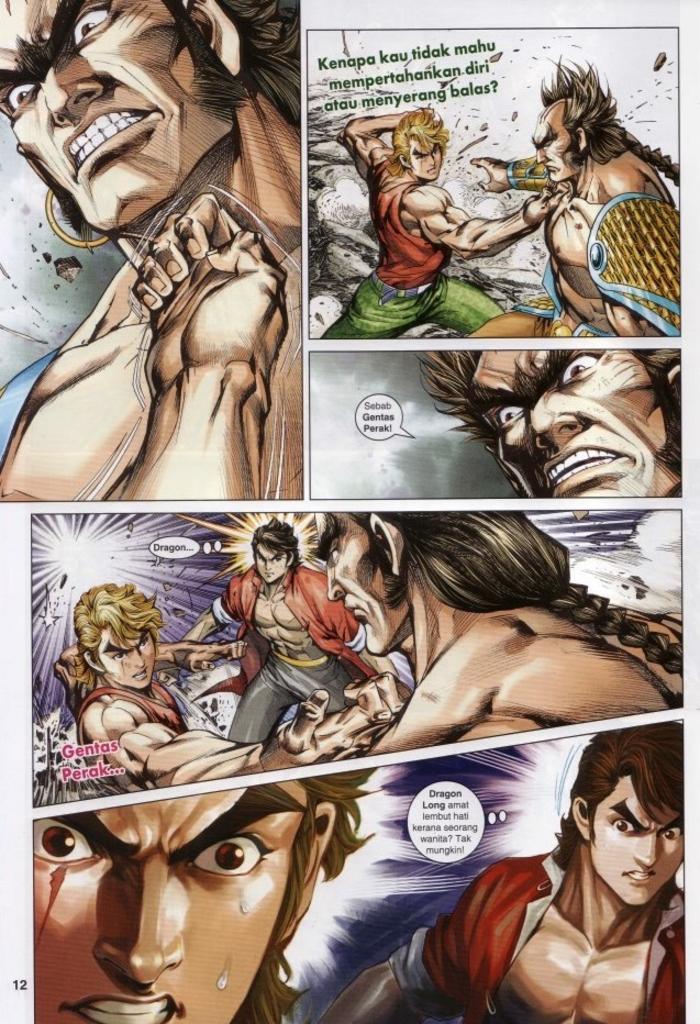 Kenapa kau tidak mahu
mempertahankan diri
atau menyerang balas?
Sebab
Gentas
Perak!
Dragon...
Gentas
Perak...
Dragon
Long amat
lembut hati
kerana seorang
wanita? Tak
mungkin!
12